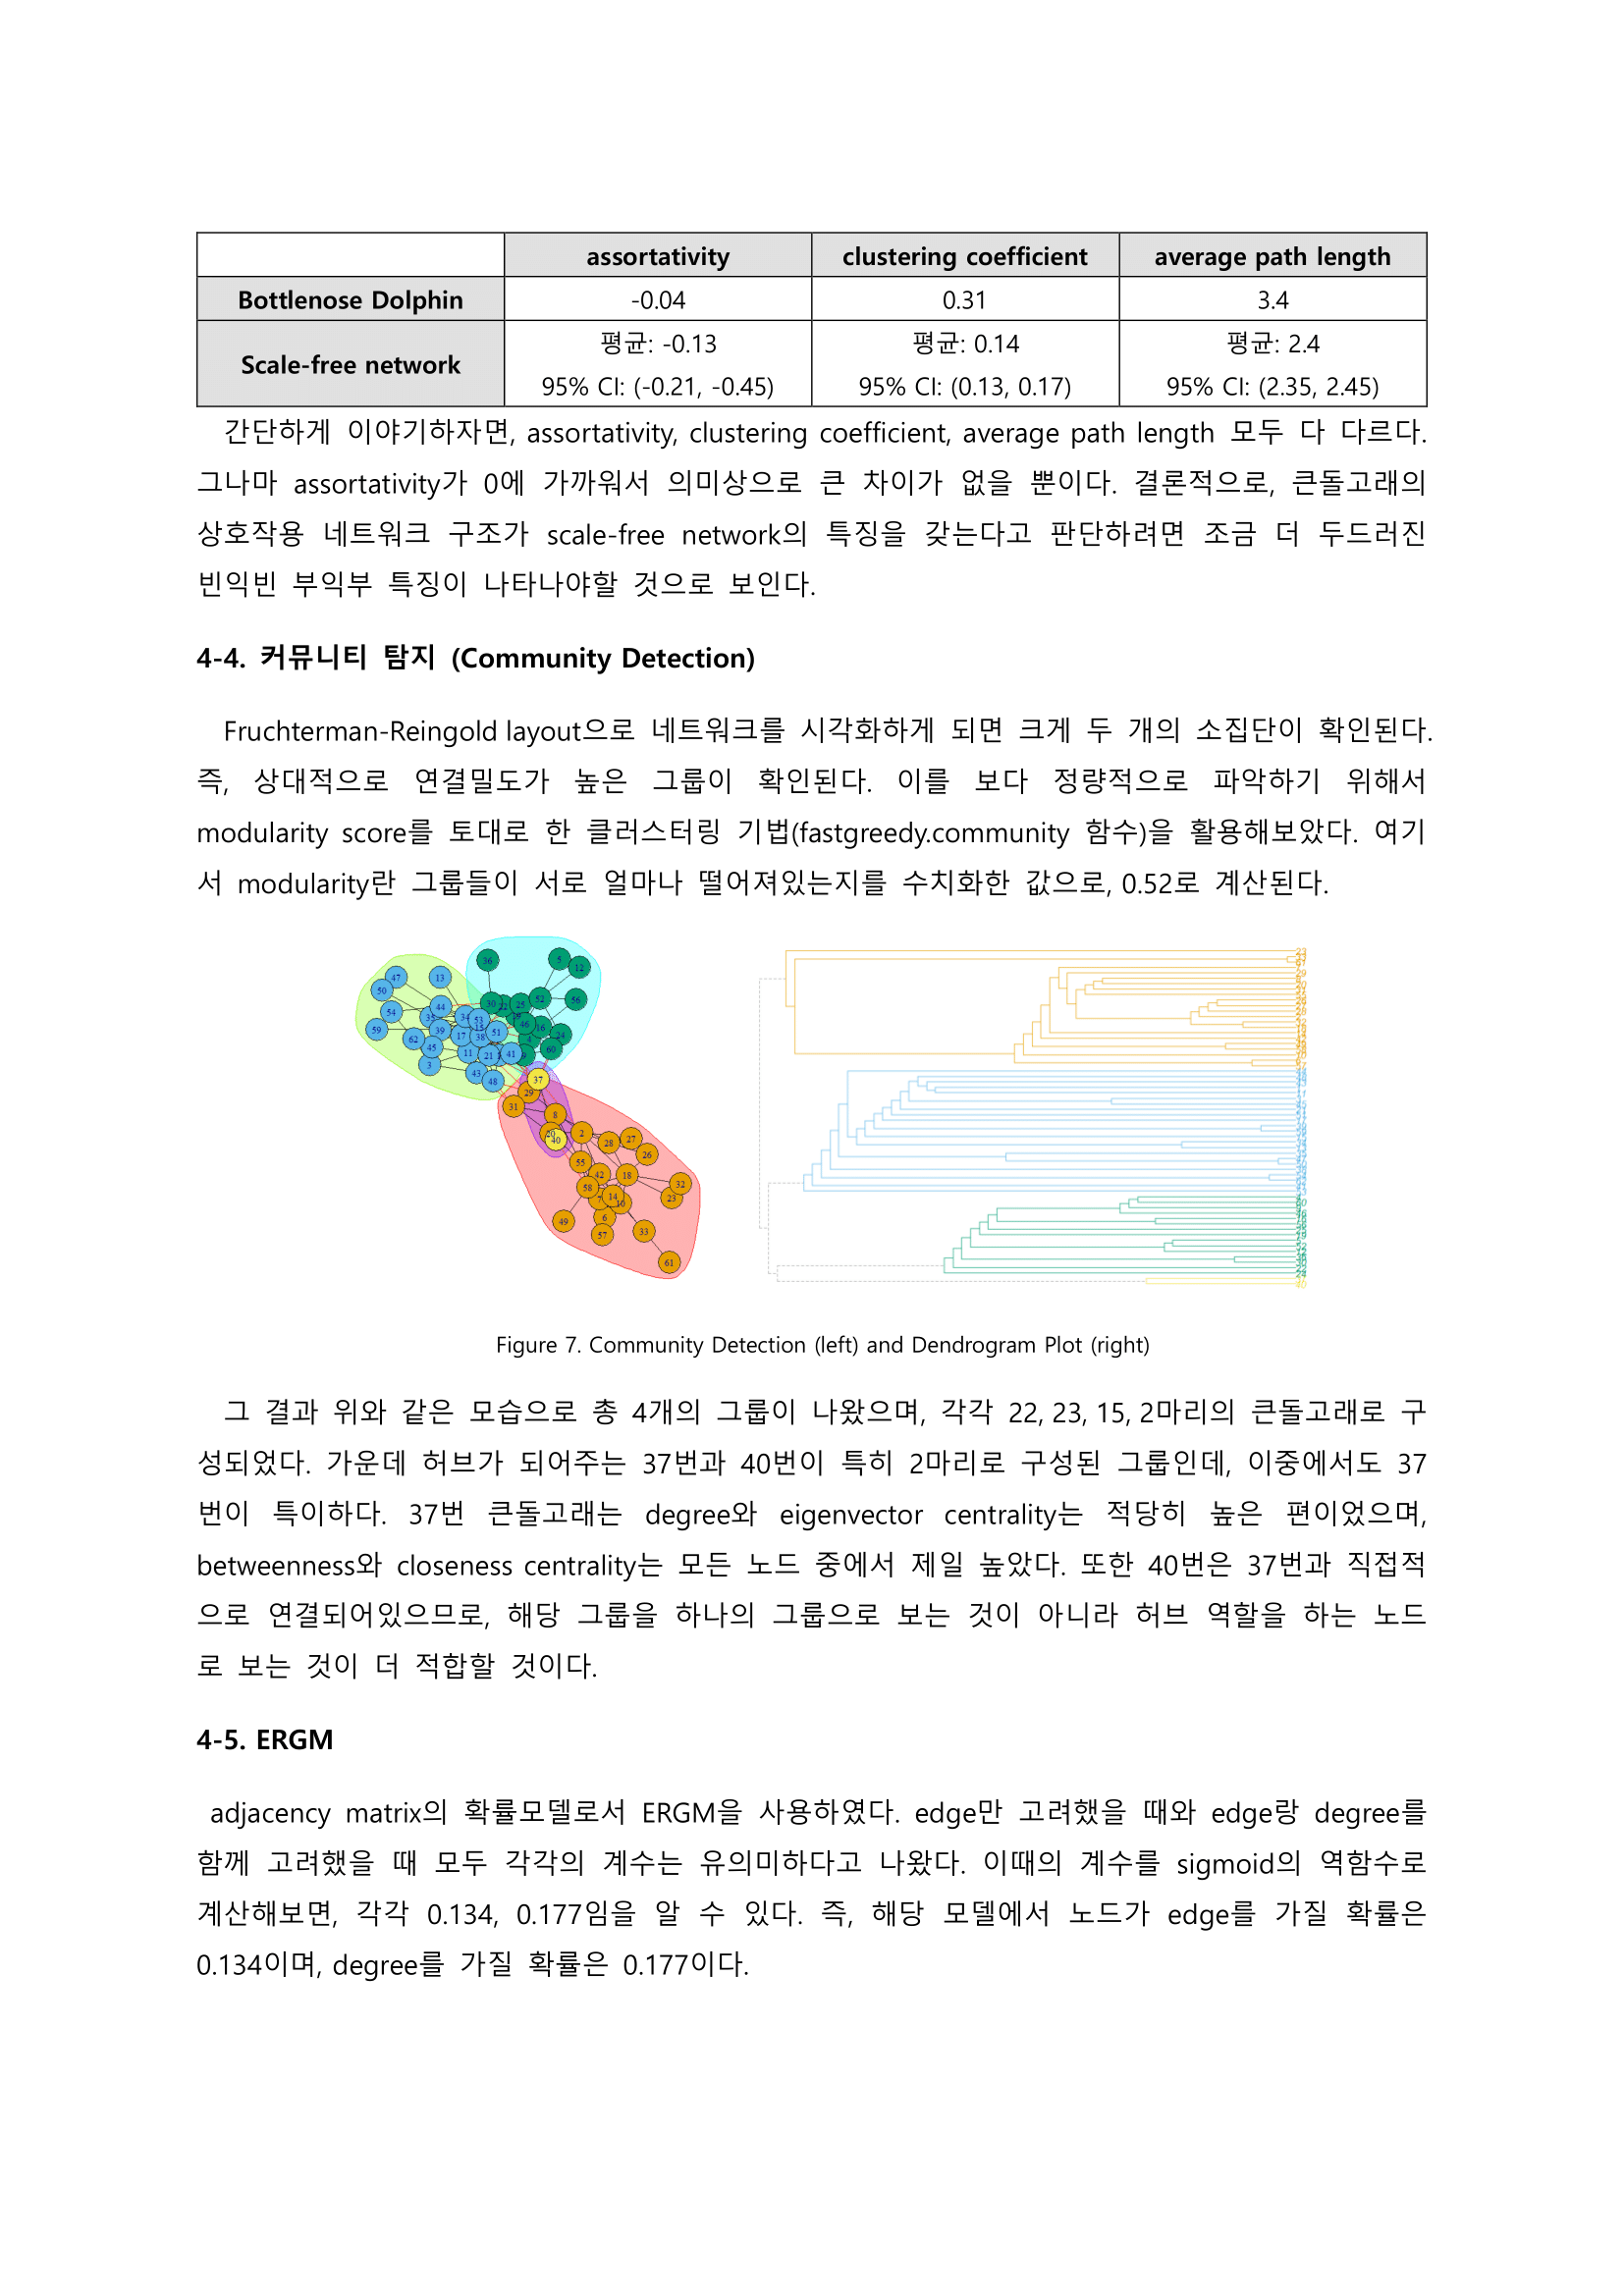 assortativity clustering coefficient average path length
Bottlenose Dolphin -0.04 0.31 3.4
Scale-free network 평균: -0.13 평균: 0.14 평균: 2.4
95% CI: (-0.21, -0.45) 95% CI: (0.13, 0.17) 95% CI: (2.35, 2.45)
간단하게 이야기하자면, assortativity, clustering coefficient, average path length 모두 다 다르다.
그나마 assortativity가 0에 가까워서 의미상으로 큰 차이가 없을 뿐이다. 결론적으로, 큰돌고래의
상호작용 네트워크 구조가 scale-free network의 특징을 갖는다고 판단하려면 조금 더 두드러진
빈익빈 부익부 특징이 나타나야할 것으로 보인다.
4-4. 커뮤니티 탐지 (Community Detection)
Fruchterman-Reingold layout으로 네트워크를 시각화하게 되면 크게 두 개의 소집단이 확인된다.
즉, 상대적으로 연결밀도가 높은 그룹이 확인된다. 이를 보다 정량적으로 파악하기 위해서
modularity score를 토대로 한 클러스터링 기법(fastgreedy.community 함수)을 활용해보았다. 여기
서 modularity란 그룹들이 서로 얼마나 떨어져있는지를 수치화한 값으로, 0.52로 계산된다.
36 5 12
47 13
50 30 25 52 56
54 44 34 53 46 16
59 39 17 38 51 24
62 45 11 21 41 60
3 43 48 37
29
31 8
40 2 28 27
26
55 42 18 32
58 14 10 23
49 6
57 33
61
23
24
40
Figure 7. Community Detection (left) and Dendrogram Plot (right)
그 결과 위와 같은 모습으로 총 4개의 그룹이 나왔으며, 각각 22, 23, 15, 2마리의 큰돌고래로 구
성되었다. 가운데 허브가 되어주는 37번과 40번이 특히 2마리로 구성된 그룹인데, 이중에서도 37
번이 특이하다. 37번 큰돌고래는 degree와 eigenvector centrality는 적당히 높은 편이었으며,
betweenness와 closeness centrality는 모든 노드 중에서 제일 높았다. 또한 40번은 37번과 직접적
으로 연결되어있으므로, 해당 그룹을 하나의 그룹으로 보는 것이 아니라 허브 역할을 하는 노드
로 보는 것이 더 적합할 것이다.
4-5. ERGM
adjacency matrix의 확률모델로서 ERGM을 사용하였다. edge만 고려했을 때와 edge랑 degree를
함께 고려했을 때 모두 각각의 계수는 유의미하다고 나왔다. 이때의 계수를 sigmoid의 역함수로
계산해보면, 각각 0.134, 0.177임을 알 수 있다. 즉, 해당 모델에서 노드가 edge를 가질 확률은
0.134이며, degree를 가질 확률은 0.177이다.